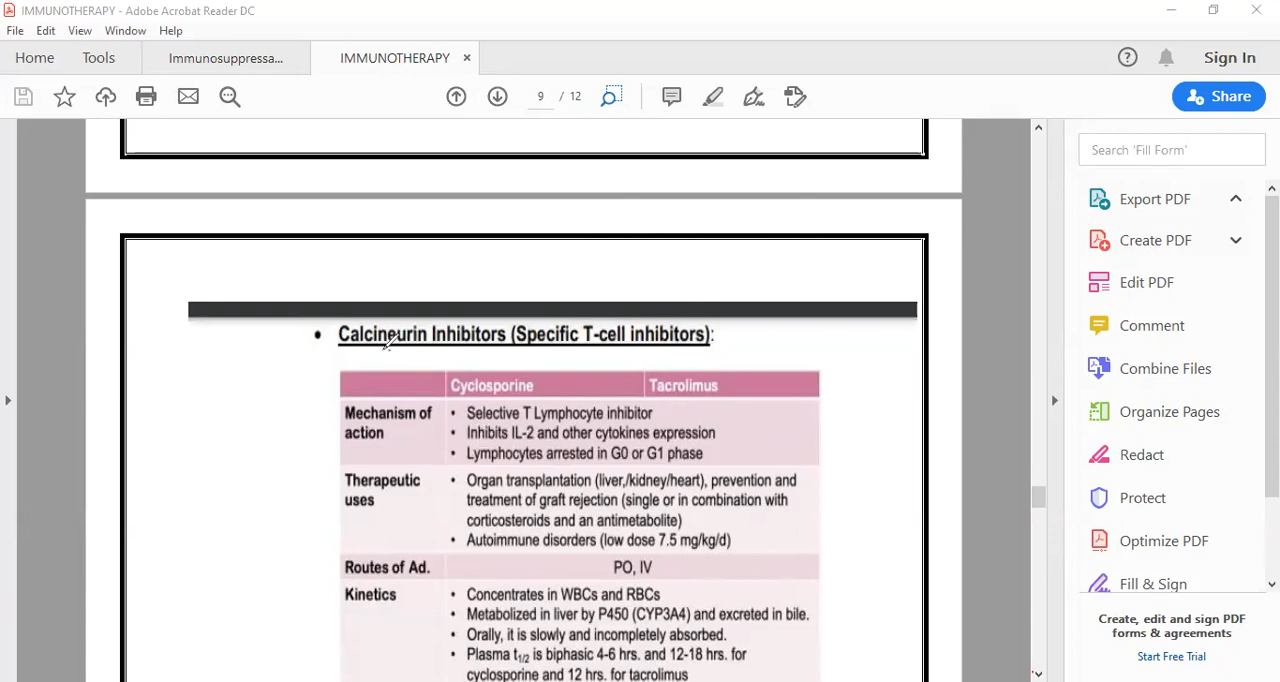 IMMUNOTHERAPY - Adobe Acrobat Reader DC
File Edit View Window Help
Home Tools Immunosuppressa... IMMUNOTHERAPY ×
Sign In
9 / 12
Share
Search 'Fill Form'
Export PDF
Create PDF
Edit PDF
Comment
Combine Files
Organize Pages
Redact
Protect
Optimize PDF
Fill & Sign
Create, edit and sign PDF
forms & agreements
Start Free Trial
• Calcineurin Inhibitors (Specific T-cell inhibitors):
Cyclosporine Tacrolimus
Mechanism of
action
• Selective T Lymphocyte inhibitor
• Inhibits IL-2 and other cytokines expression
• Lymphocytes arrested in G0 or G1 phase
Therapeutic
uses
• Organ transplantation (liver,/kidney/heart), prevention and
treatment of graft rejection (single or in combination with
corticosteroids and an antimetabolite)
• Autoimmune disorders (low dose 7.5 mg/kg/d)
Routes of Ad. PO, IV
Kinetics
• Concentrates in WBCs and RBCs
• Metabolized in liver by P450 (CYP3A4) and excreted in bile.
• Orally, it is slowly and incompletely absorbed.
• Plasma t1/2 is biphasic 4-6 hrs. and 12-18 hrs. for
cyclosporine and 12 hrs. for tacrolimus